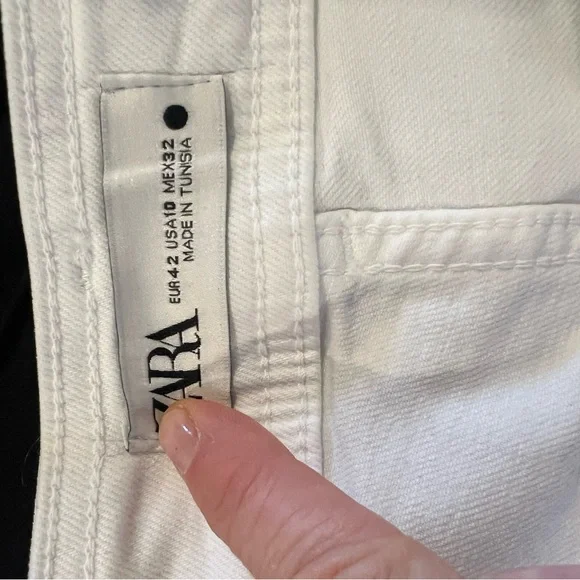 ZARA
EUR 42 USA 10 MEX 32
MADE IN TUNISIA